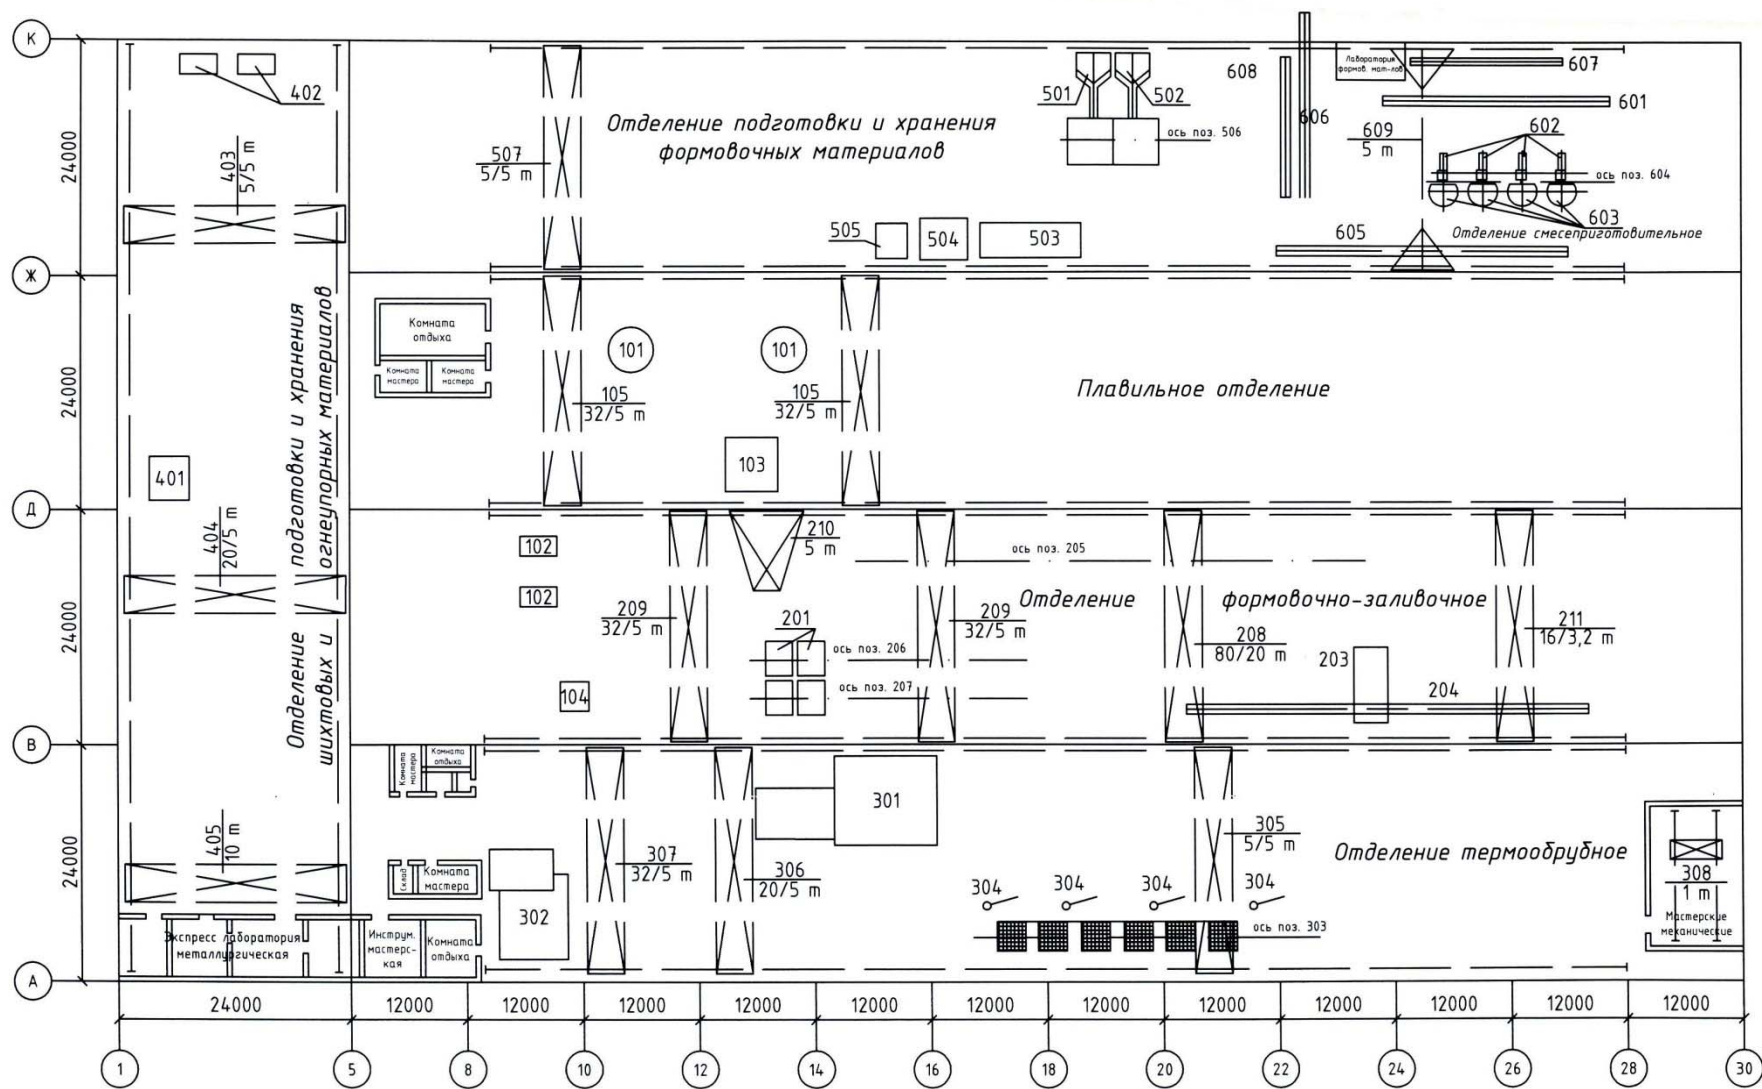 К
402
403
5/5 т
24000
Отделение подготовки и хранения
формовочных материалов
507
5/5 т
501
502
ось поз. 506
608
606
Лаборатория
формов. мат-лов
607
601
609
5 т
602
ось поз. 604
603
Отделение смесеприготовительное
605
505
504
503
Ж
24000
Комната
отдыха
Комната
мастера
Комната
мастера
101
101
105
32/5 т
105
32/5 т
103
Плавильное отделение
401
404
20/5 т
Отделение подготовки и хранения
шихтовых и огнеупорных материалов
Д
24000
102
102
104
209
32/5 т
210
5 т
201
ось поз. 205
ось поз. 206
ось поз. 207
209
32/5 т
Отделение формовочно-заливочное
208
80/20 т
203
204
211
16/3,2 т
В
24000
405
10 т
Комната
мастера
Комната
отдыха
склад
Комната
мастера
302
307
32/5 т
306
20/5 т
301
305
5/5 т
304
304
304
304
ось поз. 303
Отделение термообрубное
308
1 т
Мастерские
механические
Экспресс лаборатория
металлургическая
Инструм.
мастерс-
кая
Комната
отдыха
А
24000
12000
12000
12000
12000
12000
12000
12000
12000
12000
12000
12000
12000
1
5
8
10
12
14
16
18
20
22
24
26
28
30